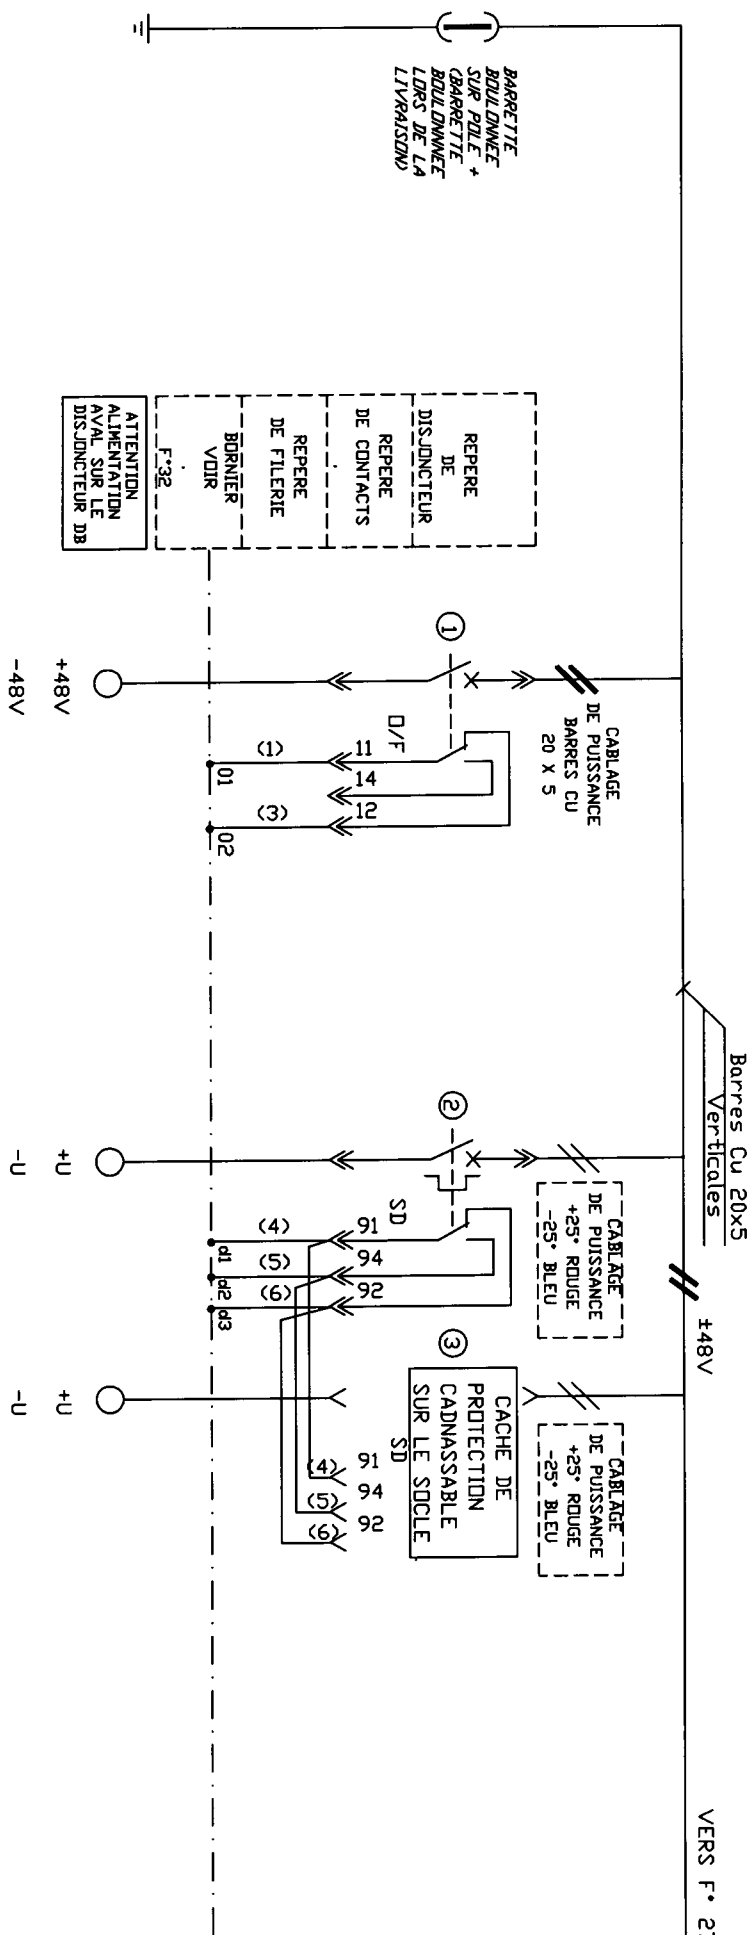 BARRETTE
BOULONNEE
SUR POLE +
(BARRETTE
BOULONNEE
LORS DE LA
LIVRAISON)
REPERE
DE
DISJONCTEUR
REPERE
DE CONTACTS
REPERE
DE FILERIE
BORNIER
VOIR
F°32
ATTENTION
ALIMENTATION
AVAL SUR LE
DISJONCTEUR DB
1
CABLAGE
DE PUISSANCE
BARRES CU
20 X 5
O/F
11
14
12
(1)
(3)
01
02
+48V
-48V
Barres Cu 20x5
Verticales
±48V
2
CABLAGE
DE PUISSANCE
+25° ROUGE
-25° BLEU
SD
91
94
92
(4)
(5)
(6)
d1
d2
d3
+U
-U
3
CABLAGE
DE PUISSANCE
+25° ROUGE
-25° BLEU
CACHE DE
PROTECTION
CADNASSABLE
SUR LE SOCLE
SD
91
94
92
(4)
(5)
(6)
+U
-U
VERS F°